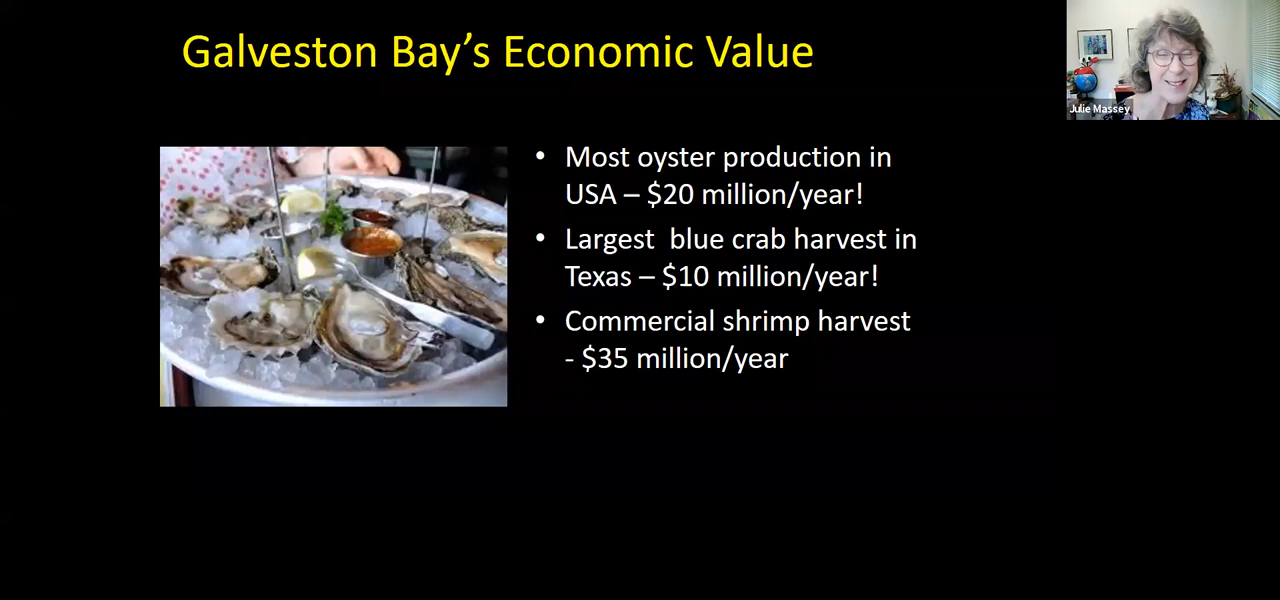 Galveston Bay’s Economic Value
Julie Massey
• Most oyster production in
USA – $20 million/year!
• Largest  blue crab harvest in
Texas – $10 million/year!
• Commercial shrimp harvest
- $35 million/year